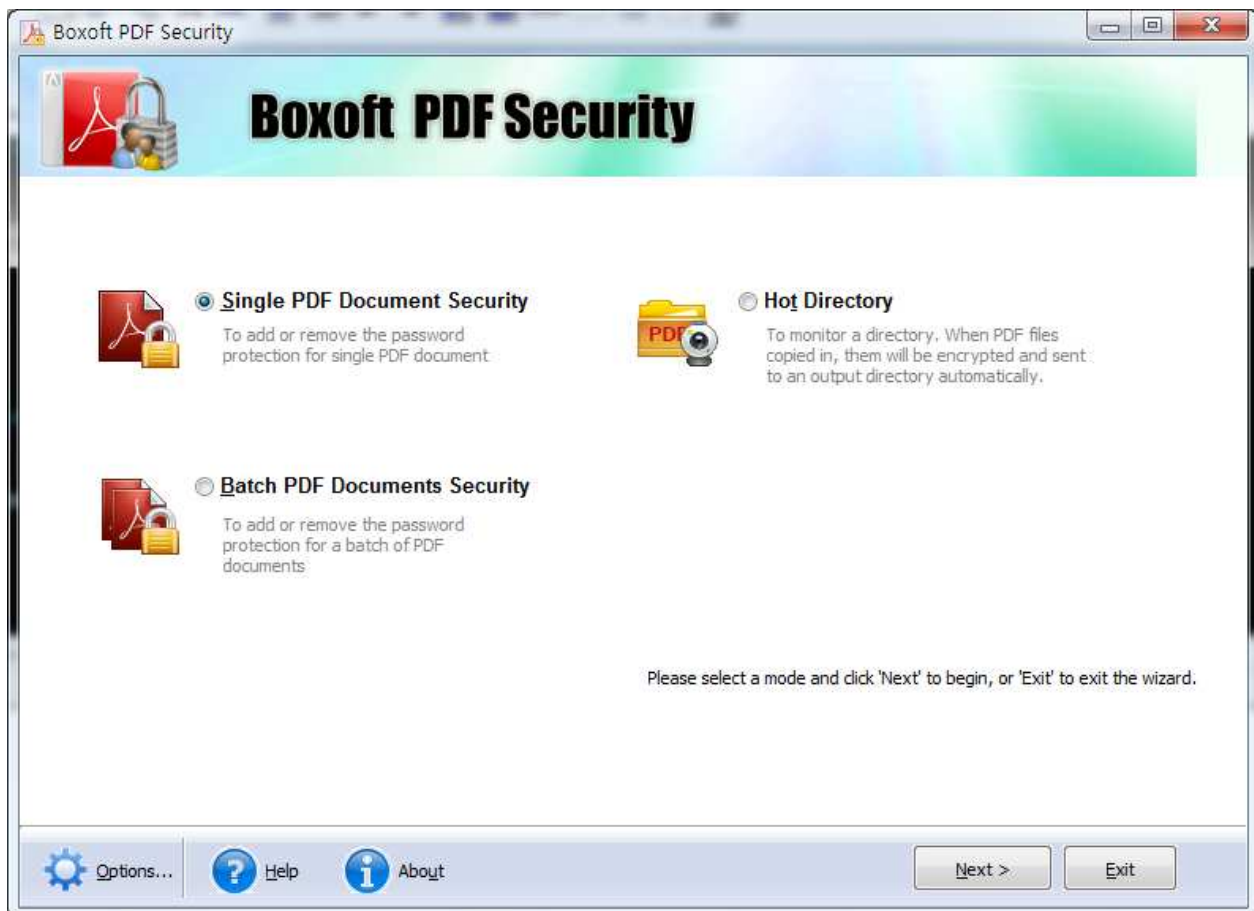 Boxoft PDF Security
Boxoft PDF Security
Single PDF Document Security
To add or remove the password
protection for single PDF document
PDF
Hot Directory
To monitor a directory. When PDF files
copied in, them will be encrypted and sent
to an output directory automatically.
Batch PDF Documents Security
To add or remove the password
protection for a batch of PDF
documents
Please select a mode and click 'Next' to begin, or 'Exit' to exit the wizard.
Options...
Help
About
Next >
Exit